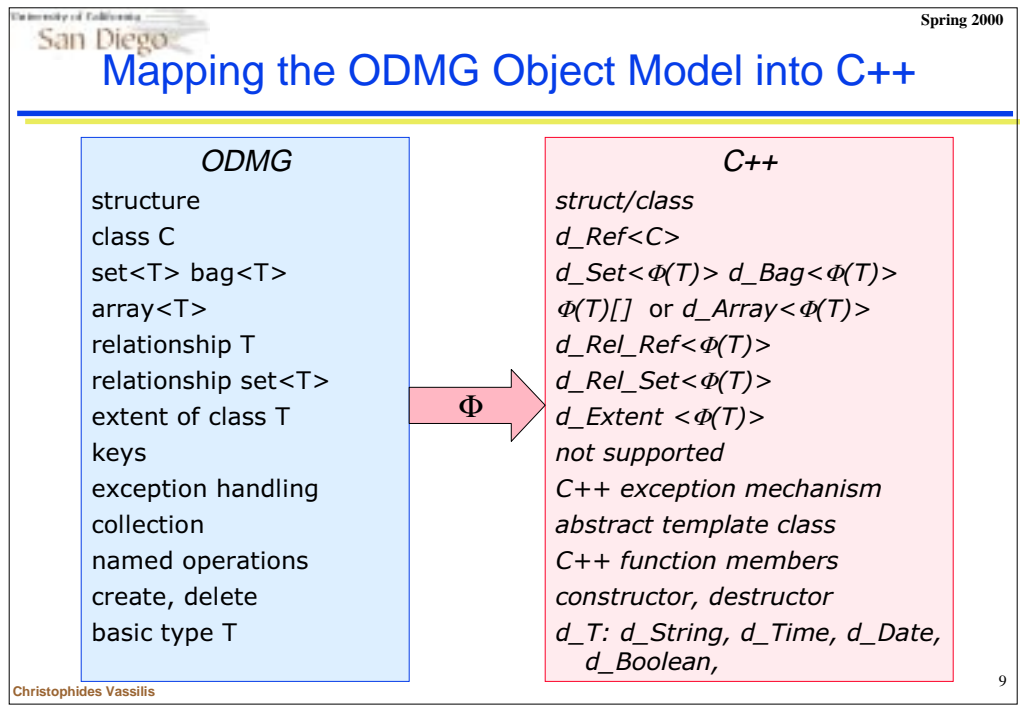 University of California
San Diego
Spring 2000
Mapping the ODMG Object Model into C++
ODMG
structure
class C
set<T> bag<T>
array<T>
relationship T
relationship set<T>
extent of class T
keys
exception handling
collection
named operations
create, delete
basic type T
Φ
C++
struct/class
d_Ref<C>
d_Set<Φ(T)> d_Bag<Φ(T)>
Φ(T)[] or d_Array<Φ(T)>
d_Rel_Ref<Φ(T)>
d_Rel_Set<Φ(T)>
d_Extent <Φ(T)>
not supported
C++ exception mechanism
abstract template class
C++ function members
constructor, destructor
d_T: d_String, d_Time, d_Date,
d_Boolean,
Christophides Vassilis
9